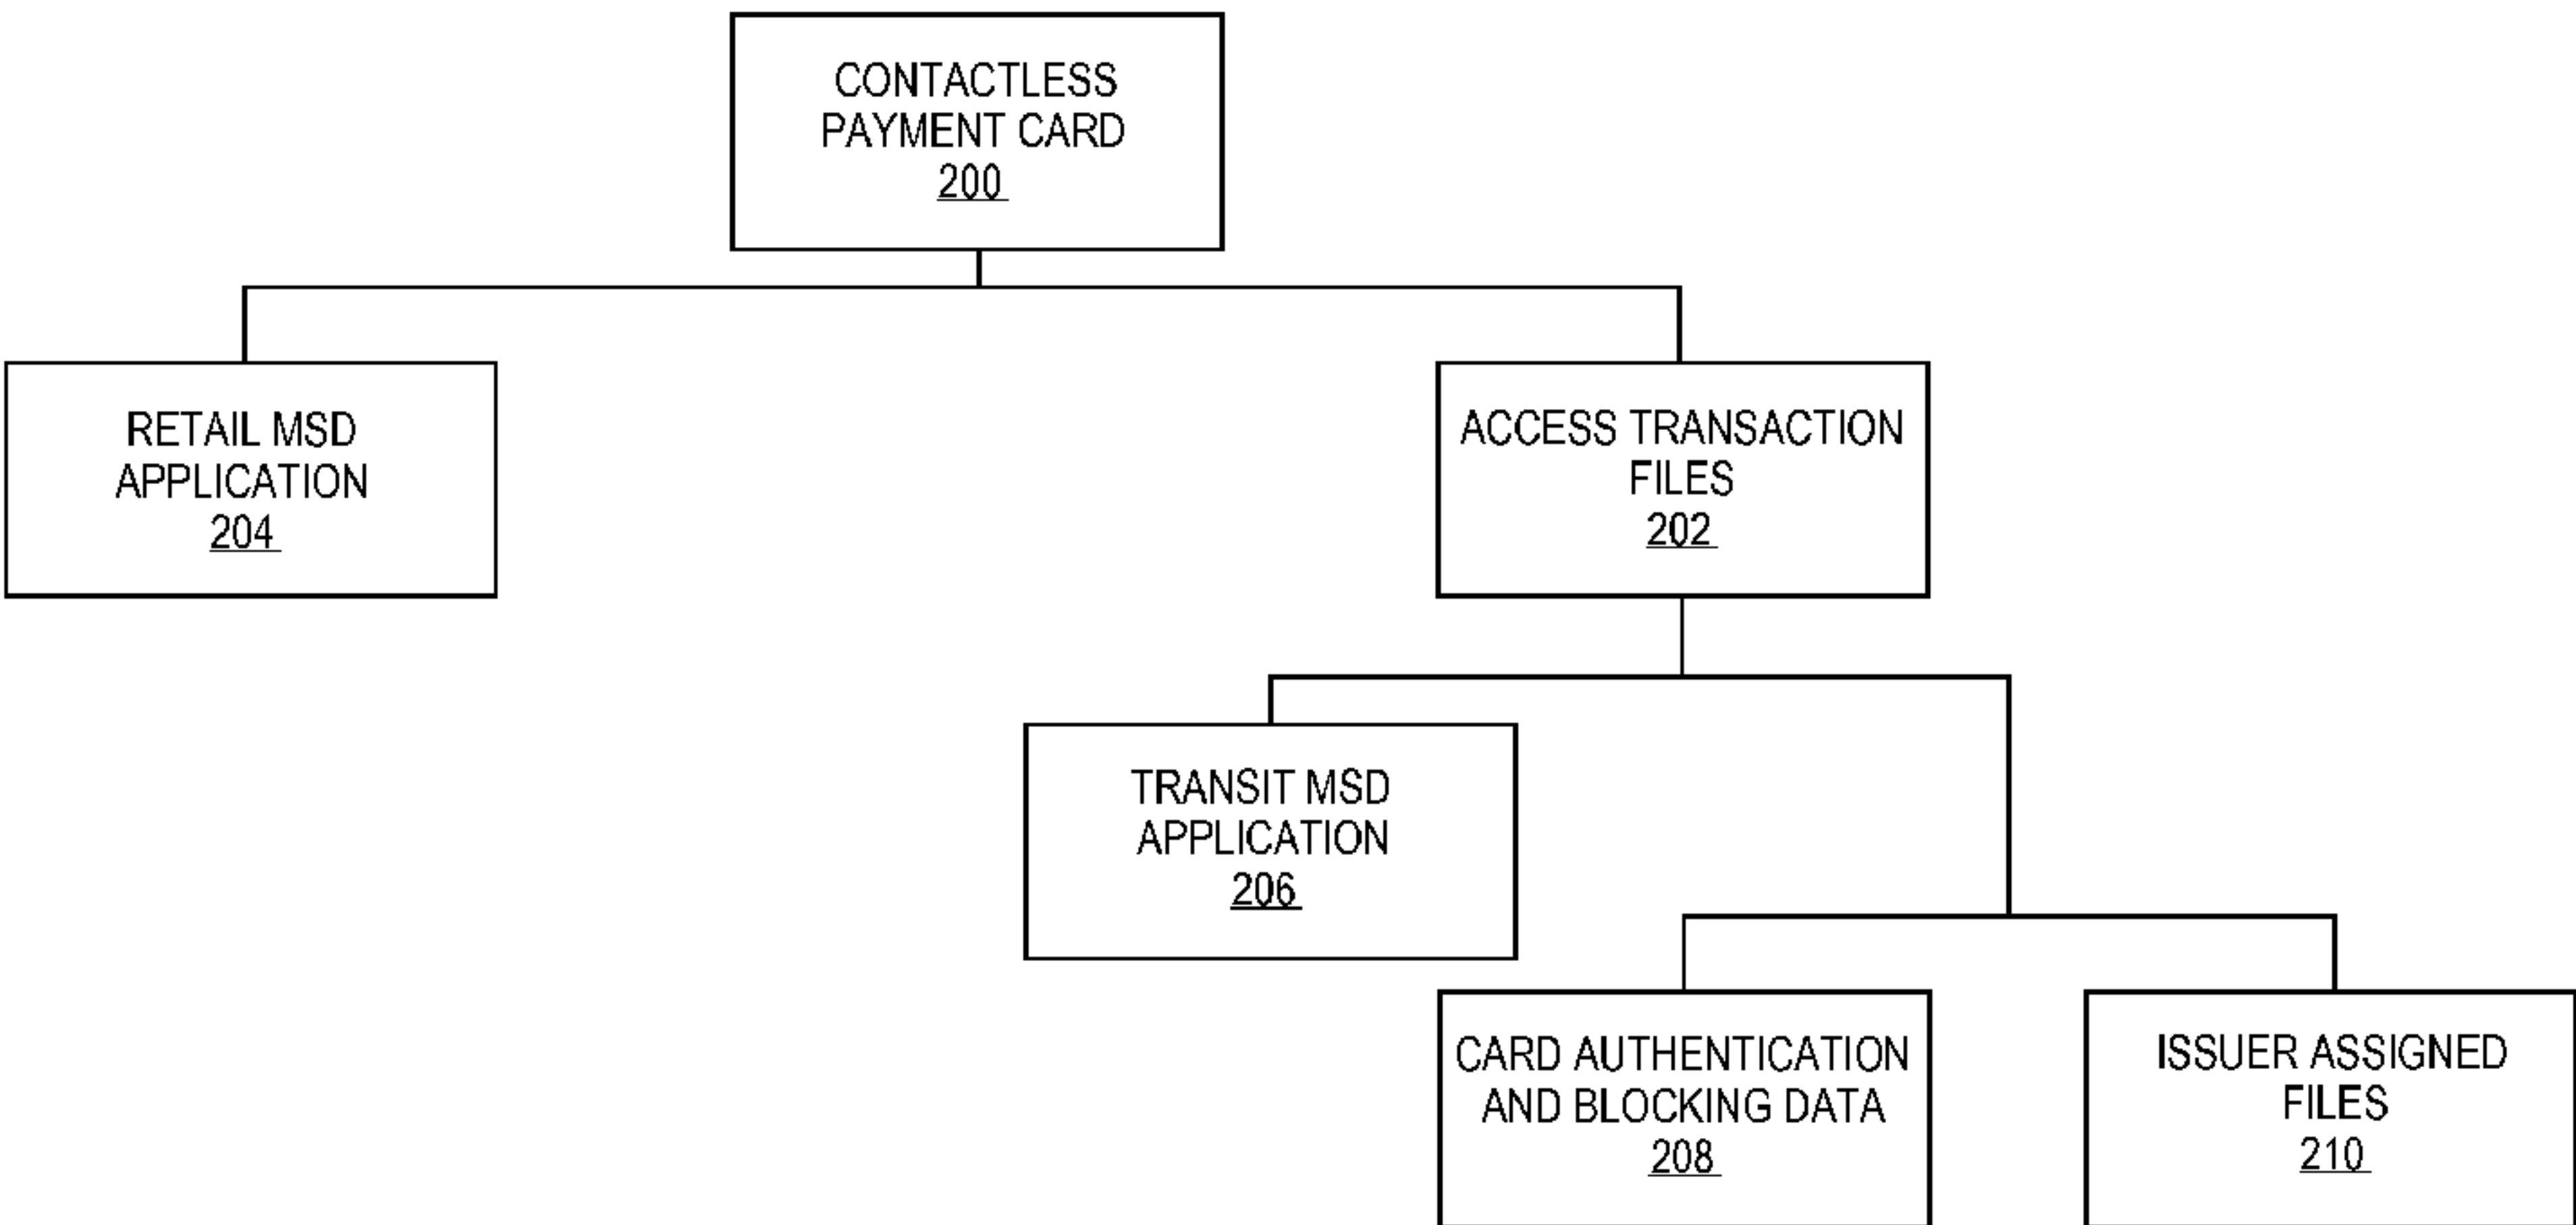 CONTACTLESS
PAYMENT CARD
200
RETAIL MSD
APPLICATION
204
ACCESS TRANSACTION
FILES
202
TRANSIT MSD
APPLICATION
206
CARD AUTHENTICATION
AND BLOCKING DATA
208
ISSUER ASSIGNED
FILES
210